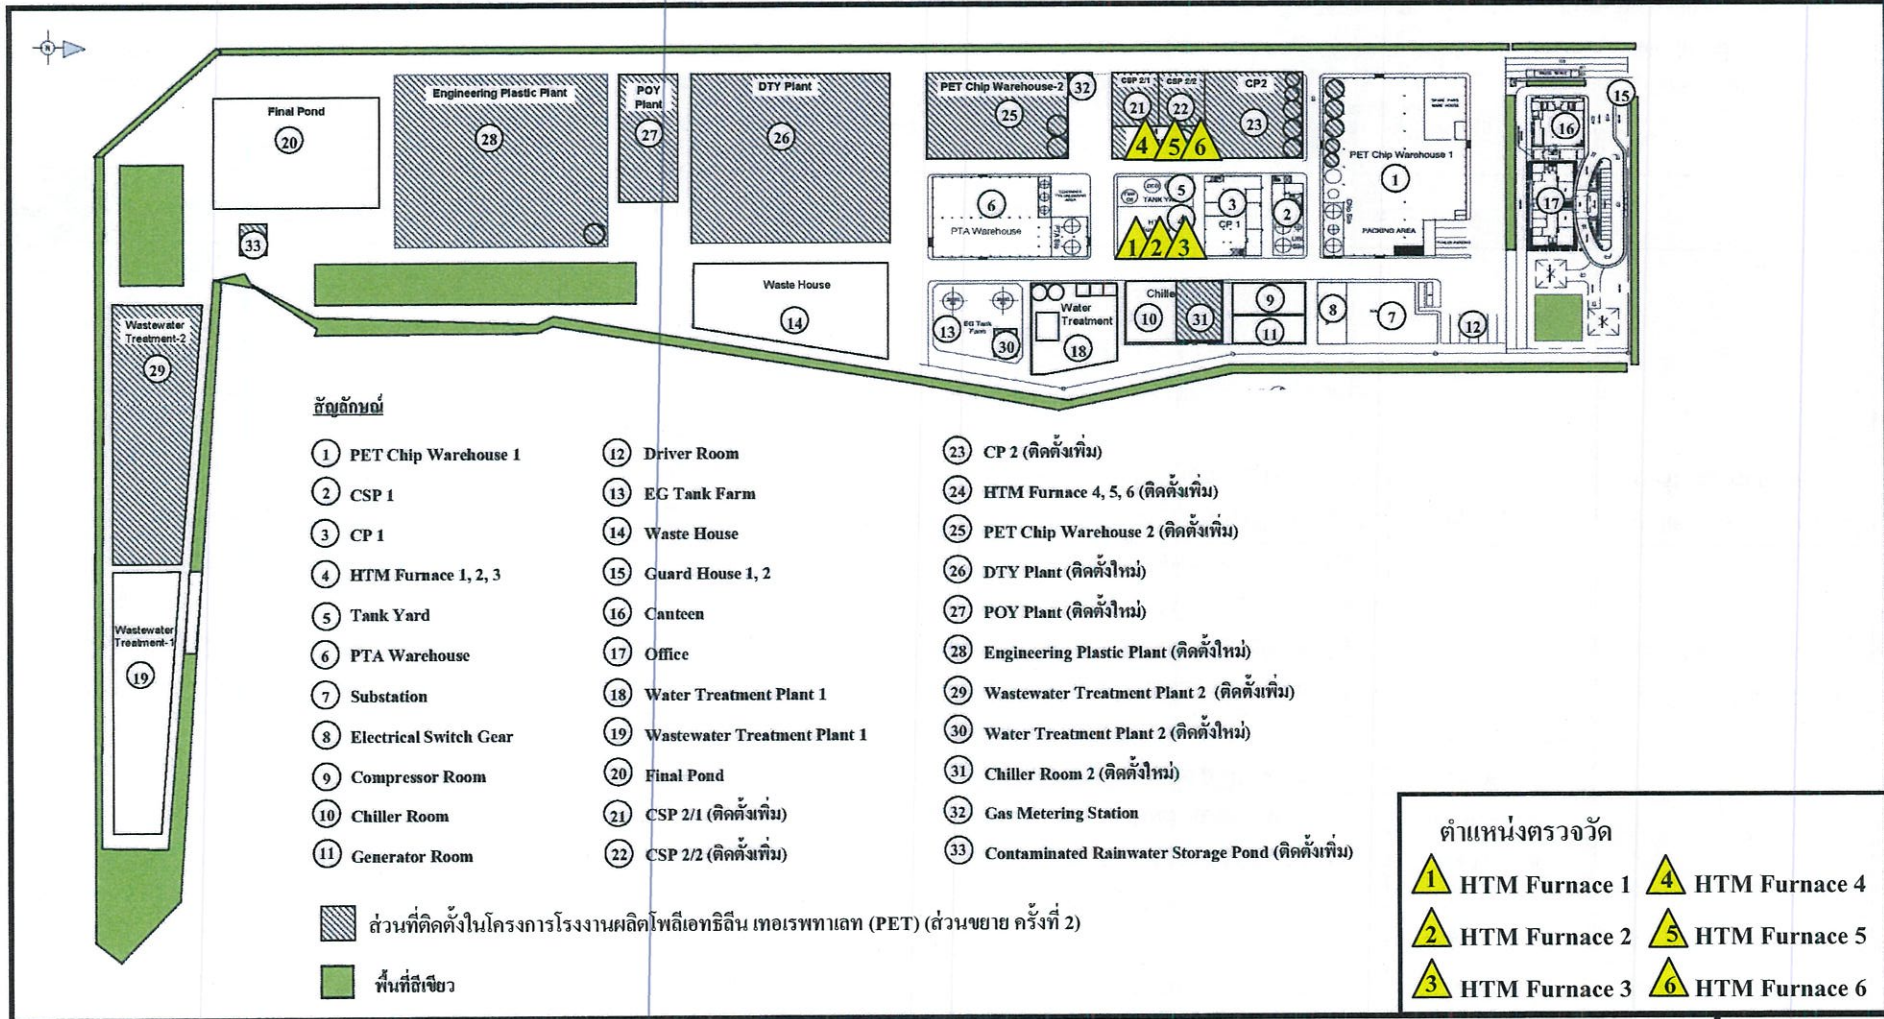 N
Final Pond
20
Engineering Plastic Plant
28
POY
Plant
27
DTY Plant
26
PET Chip Warehouse-2
25
32
CSP 2/1
21
CSP 2/2
22
CP2
23
4 5 6
PET Chip Warehouse 1
1
PACKING AREA
15
16
17
33
6
PTA Warehouse
5
TANK
3
CP 1
2
1 2 3
Waste House
14
13
EG Tank
Farm
30
Water
Treatment
18
Chille
10
31
9
11
8
7
12
Wastewater
Treatment-2
29
Wastewater
Treatment-1
19
สัญลักษณ์
1 PET Chip Warehouse 1
2 CSP 1
3 CP 1
4 HTM Furnace 1, 2, 3
5 Tank Yard
6 PTA Warehouse
7 Substation
8 Electrical Switch Gear
9 Compressor Room
10 Chiller Room
11 Generator Room
12 Driver Room
13 EG Tank Farm
14 Waste House
15 Guard House 1, 2
16 Canteen
17 Office
18 Water Treatment Plant 1
19 Wastewater Treatment Plant 1
20 Final Pond
21 CSP 2/1 (ติดตั้งเพิ่ม)
22 CSP 2/2 (ติดตั้งเพิ่ม)
23 CP 2 (ติดตั้งเพิ่ม)
24 HTM Furnace 4, 5, 6 (ติดตั้งเพิ่ม)
25 PET Chip Warehouse 2 (ติดตั้งเพิ่ม)
26 DTY Plant (ติดตั้งใหม่)
27 POY Plant (ติดตั้งใหม่)
28 Engineering Plastic Plant (ติดตั้งใหม่)
29 Wastewater Treatment Plant 2 (ติดตั้งเพิ่ม)
30 Water Treatment Plant 2 (ติดตั้งใหม่)
31 Chiller Room 2 (ติดตั้งใหม่)
32 Gas Metering Station
33 Contaminated Rainwater Storage Pond (ติดตั้งเพิ่ม)
ส่วนที่ติดตั้งในโครงการโรงงานผลิตโพลีเอทธิลีน เทอเรพทาเลท (PET) (ส่วนขยาย ครั้งที่ 2)
พื้นที่สีเขียว
ตำแหน่งตรวจวัด
1 HTM Furnace 1
2 HTM Furnace 2
3 HTM Furnace 3
4 HTM Furnace 4
5 HTM Furnace 5
6 HTM Furnace 6